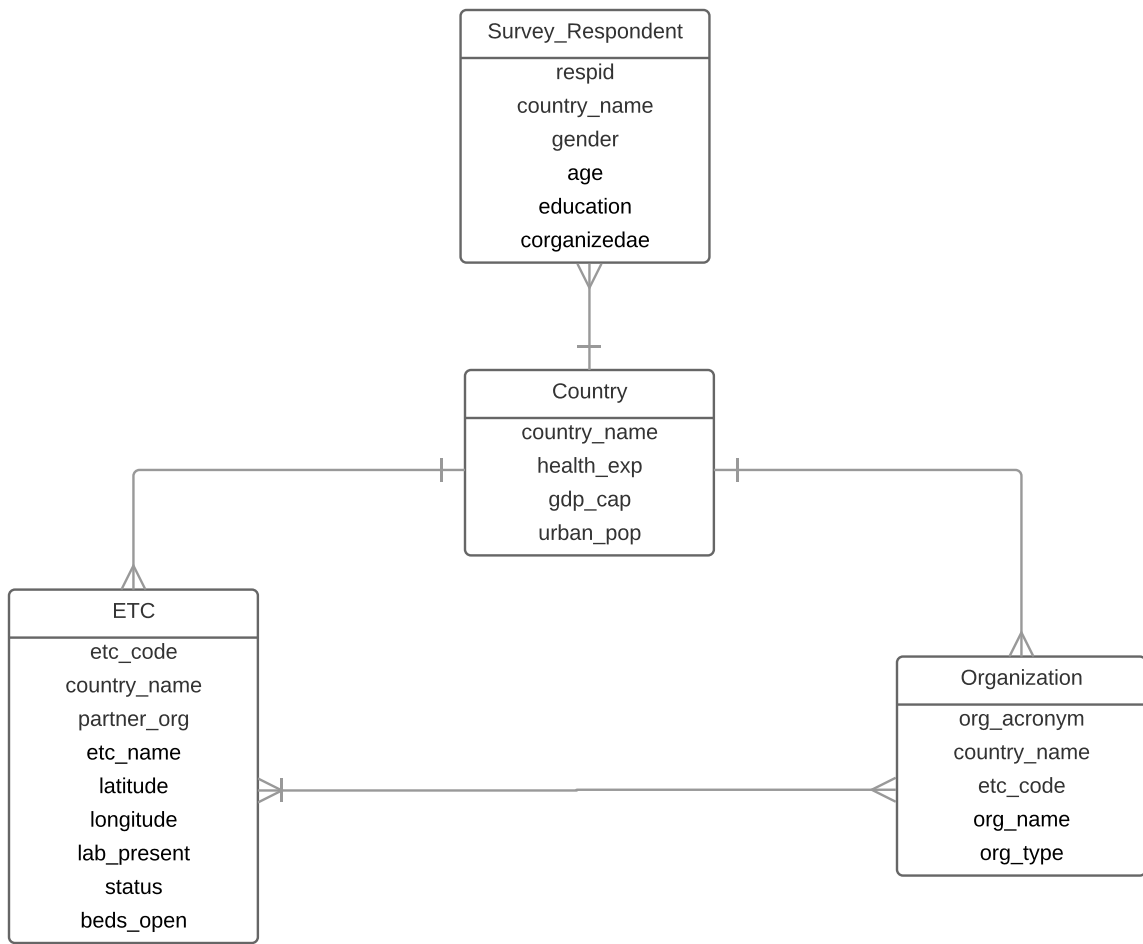 Survey_Respondent
respid
country_name
gender
age
education
corganizedae
Country
country_name
health_exp
gdp_cap
urban_pop
ETC
etc_code
country_name
partner_org
etc_name
latitude
longitude
lab_present
status
beds_open
Organization
org_acronym
country_name
etc_code
org_name
org_type